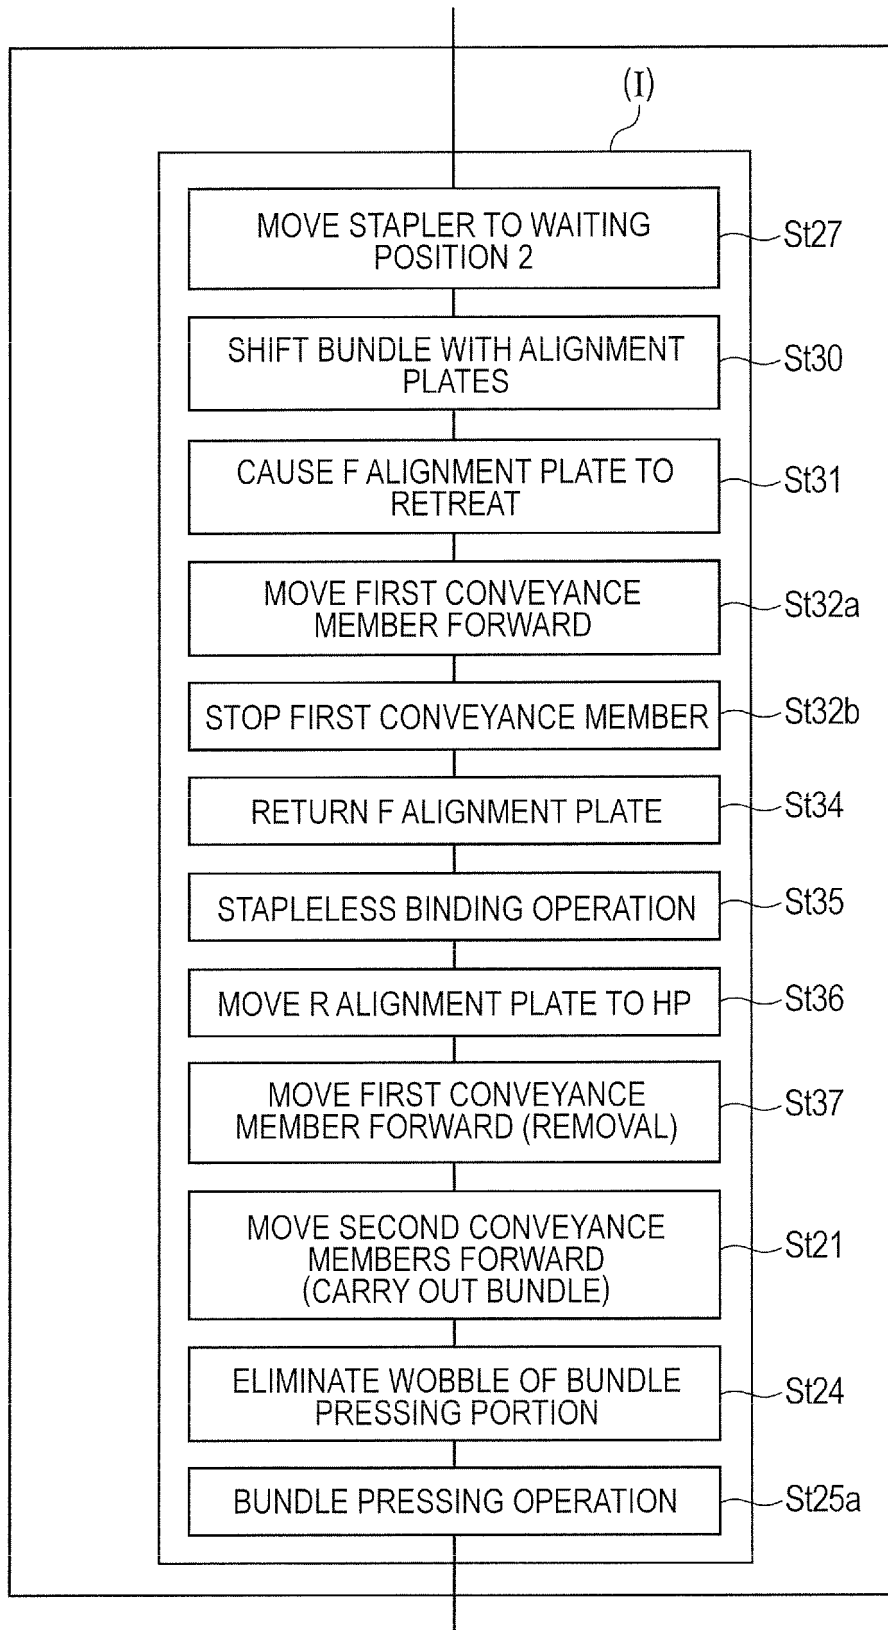 (I)
MOVE STAPLER TO WAITING
POSITION 2
St27
SHIFT BUNDLE WITH ALIGNMENT
PLATES
St30
CAUSE F ALIGNMENT PLATE TO
RETREAT
St31
MOVE FIRST CONVEYANCE
MEMBER FORWARD
St32a
STOP FIRST CONVEYANCE MEMBER
St32b
RETURN F ALIGNMENT PLATE
St34
STAPLELESS BINDING OPERATION
St35
MOVE R ALIGNMENT PLATE TO HP
St36
MOVE FIRST CONVEYANCE
MEMBER FORWARD (REMOVAL)
St37
MOVE SECOND CONVEYANCE
MEMBERS FORWARD
(CARRY OUT BUNDLE)
St21
ELIMINATE WOBBLE OF BUNDLE
PRESSING PORTION
St24
BUNDLE PRESSING OPERATION
St25a